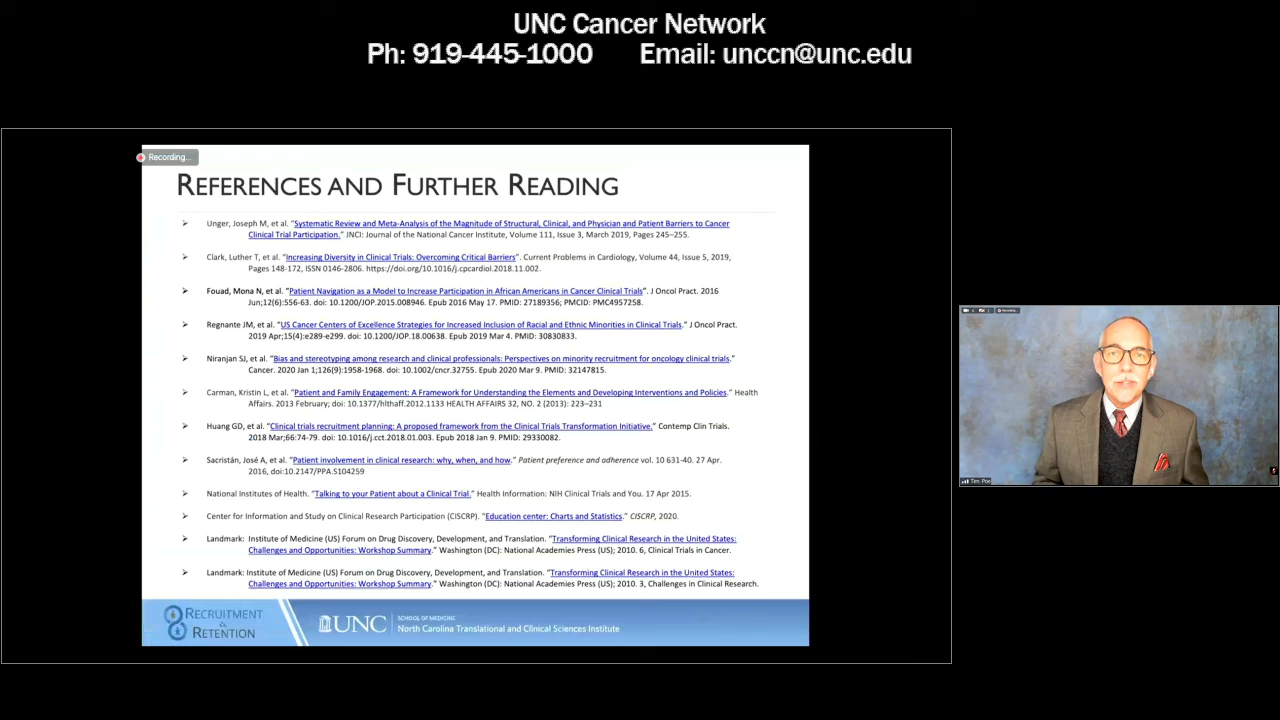 UNC Cancer Network
Ph: 919-445-1000 Email: unccn@unc.edu
Recording...
REFERENCES AND FURTHER READING
➢ Unger, Joseph M, et al. "Systematic Review and Meta-Analysis of the Magnitude of Structural, Clinical, and Physician and Patient Barriers to Cancer
Clinical Trial Participation." JNCI: Journal of the National Cancer Institute, Volume 111, Issue 3, March 2019, Pages 245–255.
➢ Clark, Luther T, et al. "Increasing Diversity in Clinical Trials: Overcoming Critical Barriers". Current Problems in Cardiology, Volume 44, Issue 5, 2019,
Pages 148-172, ISSN 0146-2806. https://doi.org/10.1016/j.cpcardiol.2018.11.002.
➢ Fouad, Mona N, et al. "Patient Navigation as a Model to Increase Participation in African Americans in Cancer Clinical Trials". J Oncol Pract. 2016
Jun;12(6):556-63. doi: 10.1200/JOP.2015.008946. Epub 2016 May 17. PMID: 27189356; PMCID: PMC4957258.
➢ Regnante JM, et al. "US Cancer Centers of Excellence Strategies for Increased Inclusion of Racial and Ethnic Minorities in Clinical Trials." J Oncol Pract.
2019 Apr;15(4):e289-e299. doi: 10.1200/JOP.18.00638. Epub 2019 Mar 4. PMID: 30830833.
➢ Niranjan SJ, et al. "Bias and stereotyping among research and clinical professionals: Perspectives on minority recruitment for oncology clinical trials."
Cancer. 2020 Jan 1;126(9):1958-1968. doi: 10.1002/cncr.32755. Epub 2020 Mar 9. PMID: 32147815.
➢ Carman, Kristin L, et al. "Patient and Family Engagement: A Framework for Understanding the Elements and Developing Interventions and Policies." Health
Affairs. 2013 February; doi: 10.1377/hlthaff.2012.1133 HEALTH AFFAIRS 32, NO. 2 (2013): 223–231
➢ Huang GD, et al. "Clinical trials recruitment planning: A proposed framework from the Clinical Trials Transformation Initiative." Contemp Clin Trials.
2018 Mar;66:74-79. doi: 10.1016/j.cct.2018.01.003. Epub 2018 Jan 9. PMID: 29330082.
➢ Sacristán, José A, et al. "Patient involvement in clinical research: why, when, and how." Patient preference and adherence vol. 10 631-40. 27 Apr.
2016, doi:10.2147/PPA.S104259
➢ National Institutes of Health. "Talking to your Patient about a Clinical Trial." Health Information: NIH Clinical Trials and You. 17 Apr 2015.
➢ Center for Information and Study on Clinical Research Participation (CISCRP). "Education center: Charts and Statistics." CISCRP, 2020.
➢ Landmark: Institute of Medicine (US) Forum on Drug Discovery, Development, and Translation. "Transforming Clinical Research in the United States:
Challenges and Opportunities: Workshop Summary." Washington (DC): National Academies Press (US); 2010. 6, Clinical Trials in Cancer.
➢ Landmark: Institute of Medicine (US) Forum on Drug Discovery, Development, and Translation. "Transforming Clinical Research in the United States:
Challenges and Opportunities: Workshop Summary." Washington (DC): National Academies Press (US); 2010. 3, Challenges in Clinical Research.
RECRUITMENT
&
RETENTION
UNC
SCHOOL OF MEDICINE
North Carolina Translational and Clinical Sciences Institute
Recording...
Tim Poe